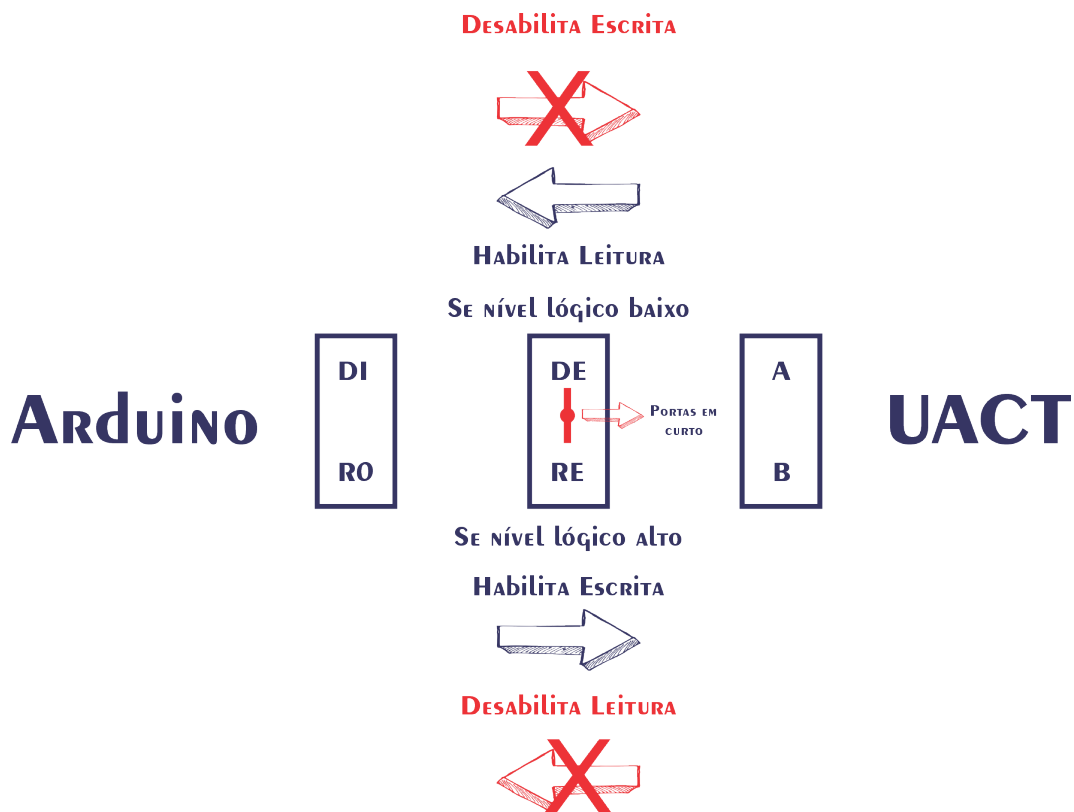 Desabilita Escrita
Habilita Leitura
Se nível lógico baixo
DI
DE
A
Arduino
Portas em
curto
UACT
RO
RE
B
Se nível lógico alto
Habilita Escrita
Desabilita Leitura